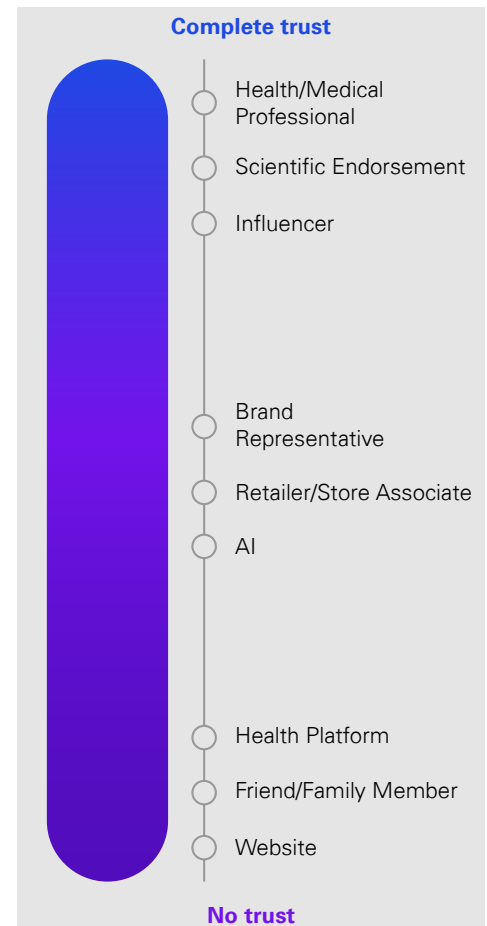 Complete trust
Health/Medical
Professional
Scientific Endorsement
Influencer
Brand
Representative
Retailer/Store Associate
AI
Health Platform
Friend/Family Member
Website
No trust